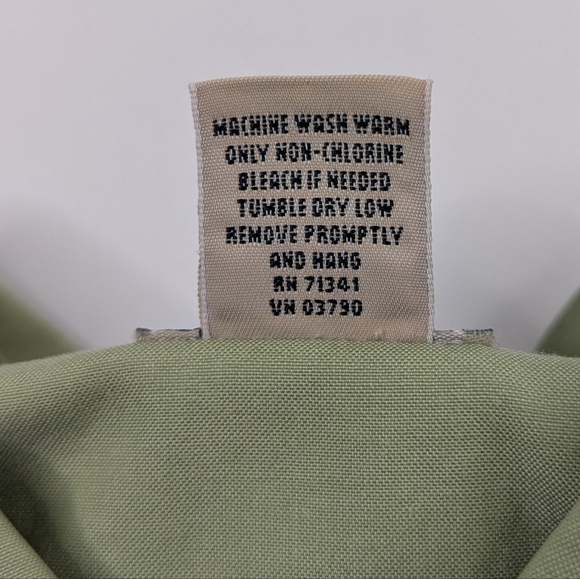 MACHINE WASH WARM
ONLY NON-CHLORINE
BLEACH IF NEEDED
TUMBLE DRY LOW
REMOVE PROMPTLY
AND HANG
RN 71341
VN 03790